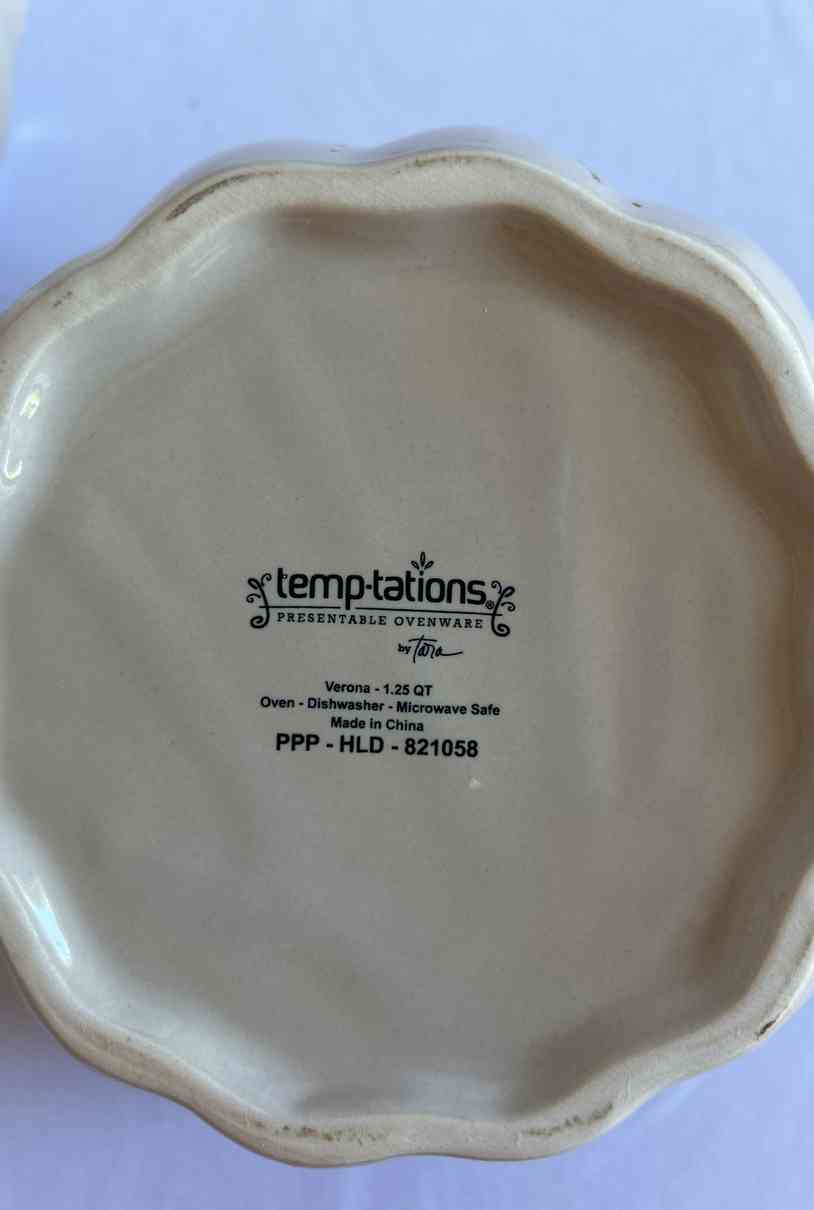 temp-tations®
PRESENTABLE OVENWARE
by Tara
Verona - 1.25 QT
Oven - Dishwasher - Microwave Safe
Made in China
PPP - HLD - 821058